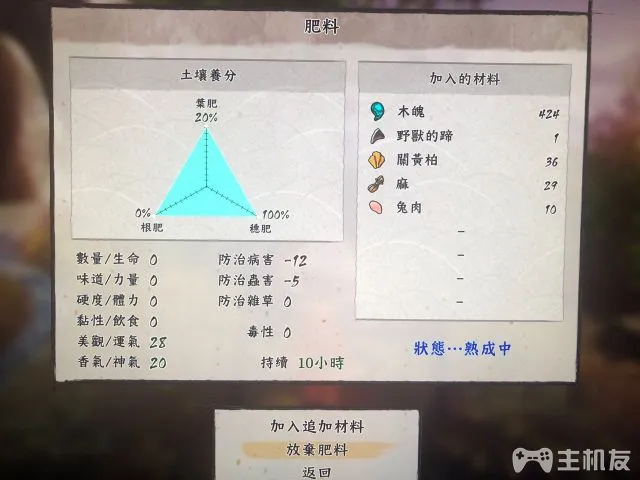 肥料
土壤養分
葉肥
20%
0%
根肥
100%
穗肥
數量/生命 0
味道/力量 0
硬度/體力 0
黏性/飲食 0
美觀/運氣 28
香氣/神氣 20
防治病害 -12
防治蟲害 -5
防治雜草 0
毒性 0
持續 10小時
加入的材料
木魄 424
野獸的蹄 1
關黃柏 36
麻 29
兔肉 10
–
–
–
–
狀態…熟成中
加入追加材料
放棄肥料
返回
主机友